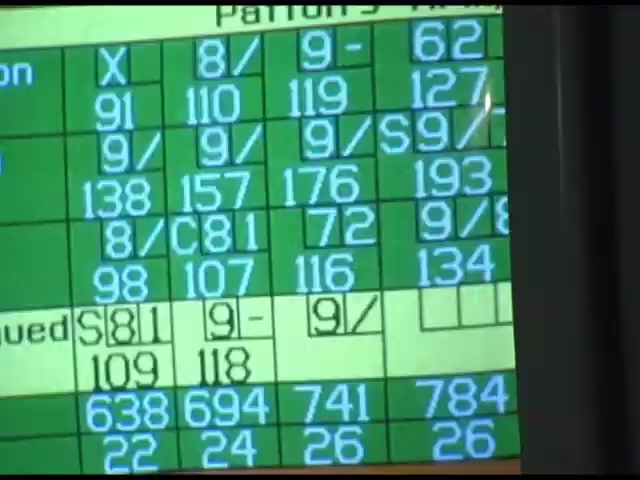 Patton's
on X 8/ 9- 62
91 110 119 127
9/ 9/ 9/ S9/
138 157 176 193
8/ C81 72 9/8
98 107 116 134
ued S81 9- 9/
109 118
638 694 741 784
22 24 26 26